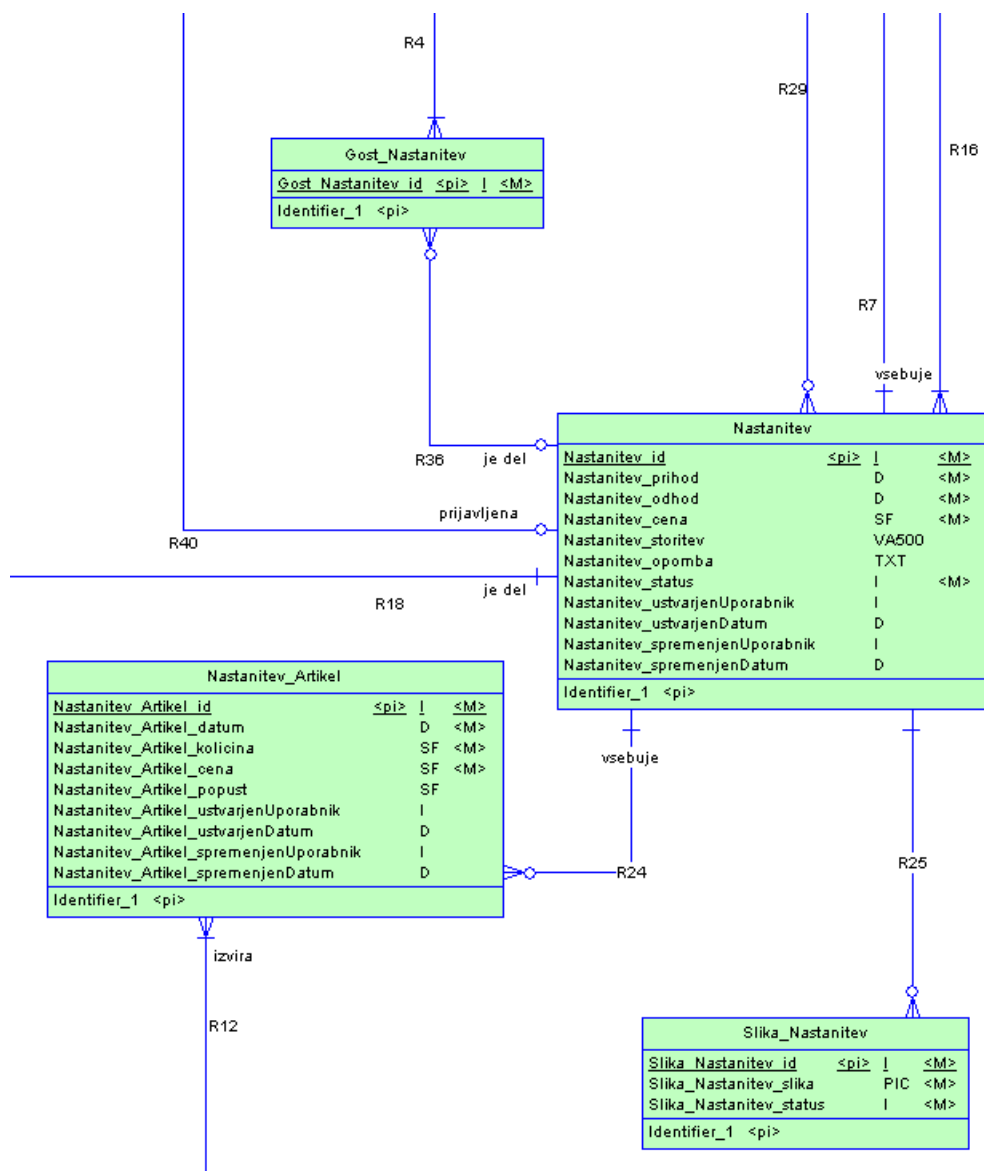 R4
R29
R16
Gost_Nastanitev
Gost_Nastanitev_id <pi> I <M>
Identifier_1 <pi>
R7
vsebuje
R36
je del
prijavljena
R40
je del
R18
Nastanitev
Nastanitev_id <pi> I <M>
Nastanitev_prihod D <M>
Nastanitev_odhod D <M>
Nastanitev_cena SF <M>
Nastanitev_storitev VA500
Nastanitev_opomba TXT
Nastanitev_status I <M>
Nastanitev_ustvarjenUporabnik I
Nastanitev_ustvarjenDatum D
Nastanitev_spremenjenUporabnik I
Nastanitev_spremenjenDatum D
Identifier_1 <pi>
Nastanitev_Artikel
Nastanitev_Artikel_id <pi> I <M>
Nastanitev_Artikel_datum D <M>
Nastanitev_Artikel_kolicina SF <M>
Nastanitev_Artikel_cena SF <M>
Nastanitev_Artikel_popust SF
Nastanitev_Artikel_ustvarjenUporabnik I
Nastanitev_Artikel_ustvarjenDatum D
Nastanitev_Artikel_spremenjenUporabnik I
Nastanitev_Artikel_spremenjenDatum D
Identifier_1 <pi>
vsebuje
R24
R25
izvira
R12
Slika_Nastanitev
Slika_Nastanitev_id <pi> I <M>
Slika_Nastanitev_slika PIC <M>
Slika_Nastanitev_status I <M>
Identifier_1 <pi>